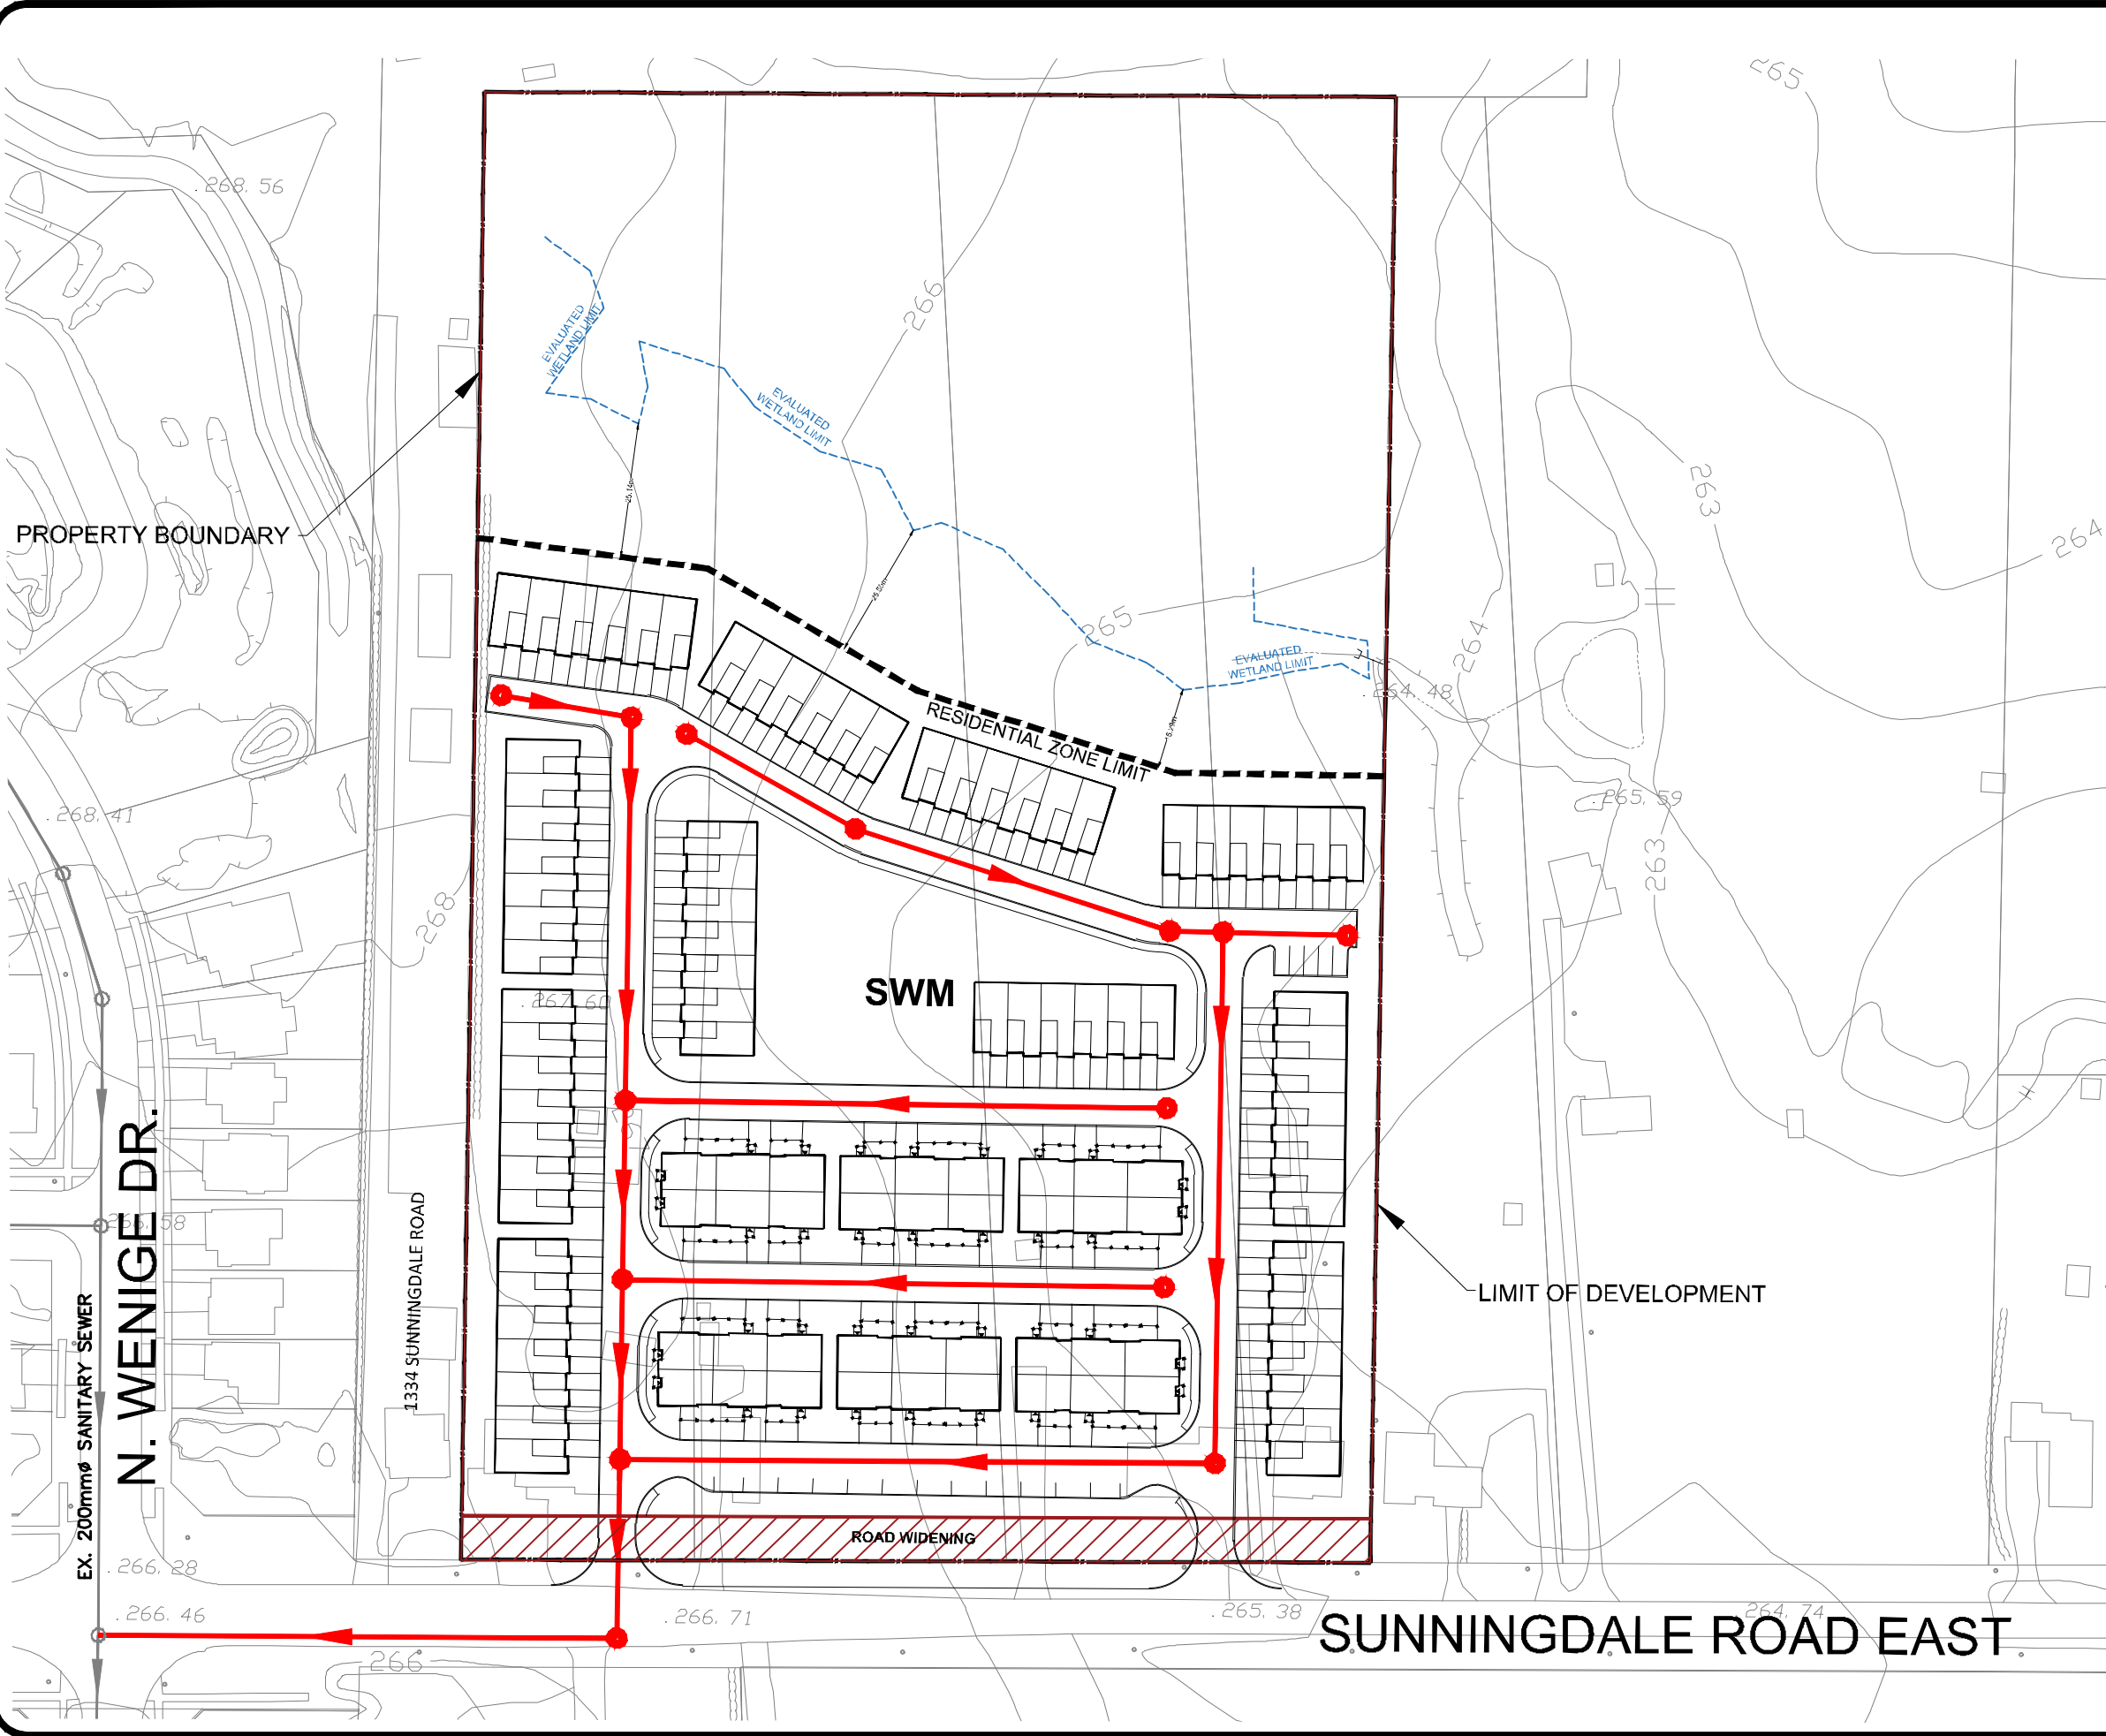 265
.268.56
266
EVALUATED
WETLAND LIMIT
EVALUATED
WETLAND LIMIT
25.14m
263
PROPERTY BOUNDARY
264
265
264
EVALUATED
WETLAND LIMIT
.264.48
RESIDENTIAL ZONE LIMIT
.265.59
.268.41
263
268
SWM
.267.60
N. WENIGE DR.
1334 SUNNINGDALE ROAD
EX. 200mmø SANITARY SEWER
LIMIT OF DEVELOPMENT
ROAD WIDENING
.266.28
.266.46
.266.71
.265.38
264.74
SUNNINGDALE ROAD EAST
266